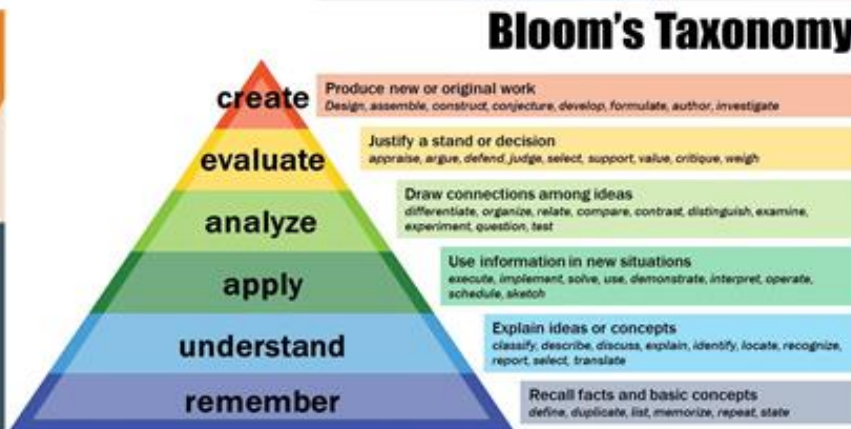 Bloom's Taxonomy
create
Produce new or original work
Design, assemble, construct, conjecture, develop, formulate, author, investigate
evaluate
Justify a stand or decision
appraise, argue, defend, judge, select, support, value, critique, weigh
analyze
Draw connections among ideas
differentiate, organize, relate, compare, contrast, distinguish, examine,
experiment, question, test
apply
Use information in new situations
execute, implement, solve, use, demonstrate, interpret, operate,
schedule, sketch
understand
Explain ideas or concepts
classify, describe, discuss, explain, identify, locate, recognize,
report, select, translate
remember
Recall facts and basic concepts
define, duplicate, list, memorize, repeat, state